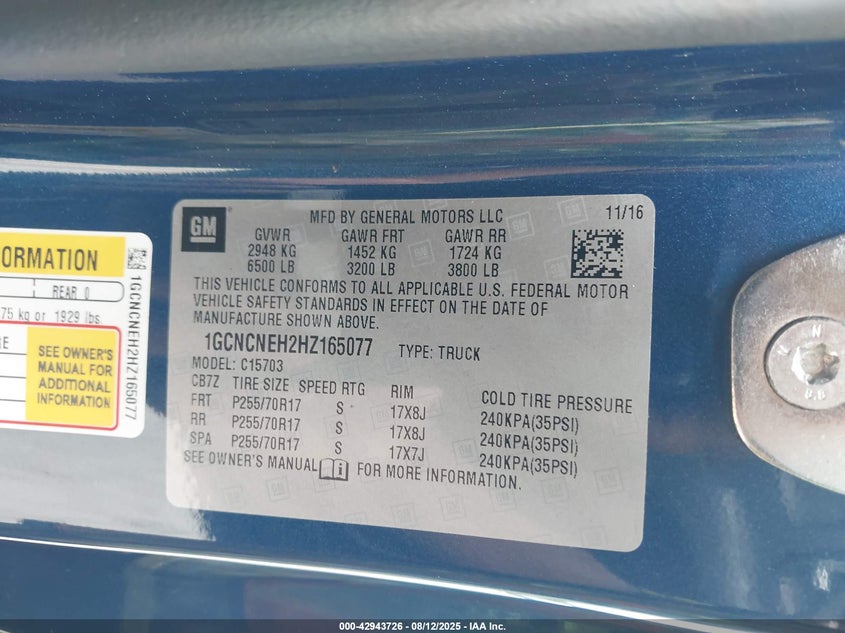 ORMATION
REAR 0
75 kg or 1929 lbs.
SEE OWNER'S
MANUAL FOR
ADDITIONAL
INFORMATION
1GCNCNEH2HZ165077
GM
MFD BY GENERAL MOTORS LLC 11/16
GVWR GAWR FRT GAWR RR
2948 KG 1452 KG 1724 KG
6500 LB 3200 LB 3800 LB
THIS VEHICLE CONFORMS TO ALL APPLICABLE U.S. FEDERAL MOTOR
VEHICLE SAFETY STANDARDS IN EFFECT ON THE DATE OF
MANUFACTURE SHOWN ABOVE.
1GCNCNEH2HZ165077 TYPE: TRUCK
MODEL: C15703
CB7Z TIRE SIZE SPEED RTG RIM COLD TIRE PRESSURE
FRT P255/70R17 S 17X8J 240KPA(35PSI)
RR P255/70R17 S 17X8J 240KPA(35PSI)
SPA P255/70R17 S 17X7J 240KPA(35PSI)
SEE OWNER'S MANUAL FOR MORE INFORMATION.
000-42943726 - 08/12/2025 - IAA Inc.